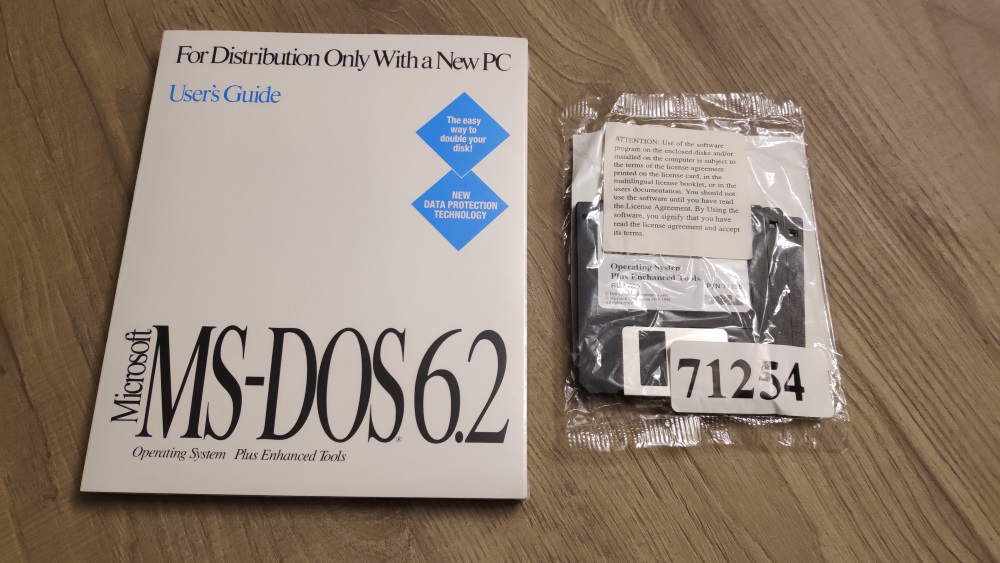 For Distribution Only With a New PC
User's Guide
The easy
way to
double your
disk!
NEW
DATA PROTECTION
TECHNOLOGY
Microsoft
MS-DOS 6.2
Operating System Plus Enhanced Tools
ATTENTION: Use of the software
program on the enclosed disks and/or
installed on the computer is subject to
the terms of the license agreement
printed on the license card, in the
multilingual license booklet, or in the
users documentation. You should not
use the software until you have read
the License Agreement. By Using the
software, you signify that you have
read the license agreement and accept
its terms.
Operating System
Plus Enchanced Tools
71254